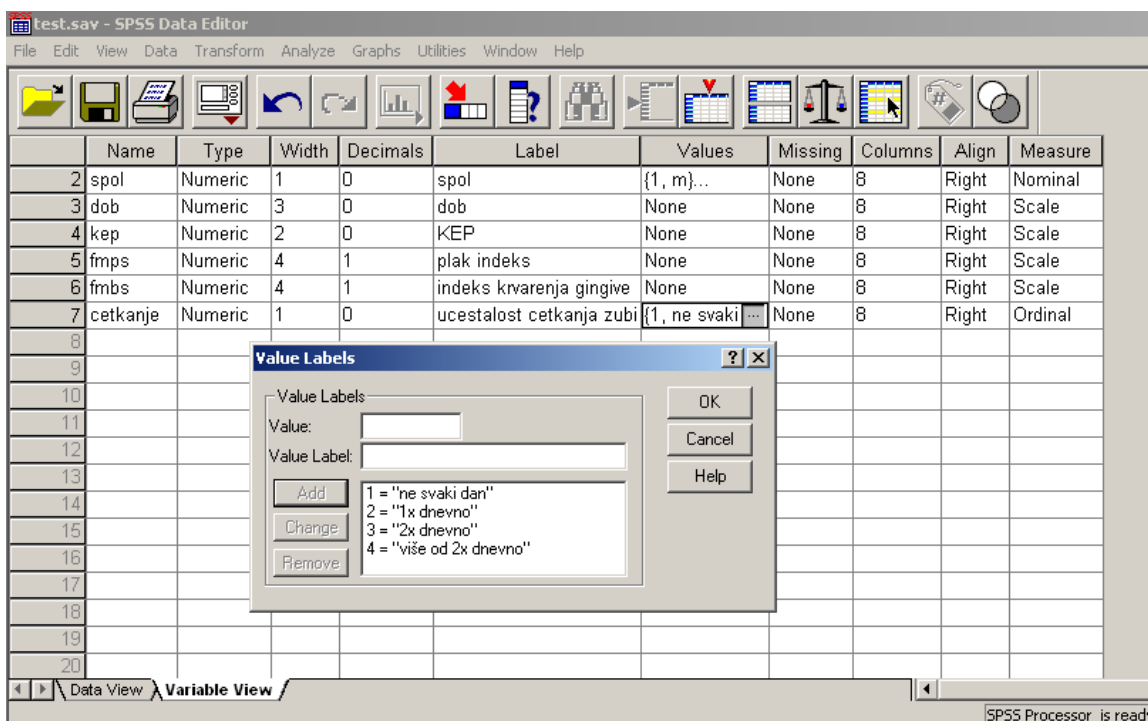 test.sav - SPSS Data Editor
File Edit View Data Transform Analyze Graphs Utilities Window Help
Name Type Width Decimals Label Values Missing Columns Align Measure
2 spol Numeric 1 0 spol {1, m}... None 8 Right Nominal
3 dob Numeric 3 0 dob None None 8 Right Scale
4 kep Numeric 2 0 KEP None None 8 Right Scale
5 fmps Numeric 4 1 plak indeks None None 8 Right Scale
6 fmbs Numeric 4 1 indeks krvarenja gingive None None 8 Right Scale
7 cetkanje Numeric 1 0 ucestalost cetkanja zubi {1, ne svaki ... None 8 Right Ordinal
8
9
10
11
12
13
14
15
16
17
18
19
20
Value Labels
Value Labels
Value:
Value Label:
Add
Change
Remove
1 = "ne svaki dan"
2 = "1x dnevno"
3 = "2x dnevno"
4 = "više od 2x dnevno"
OK
Cancel
Help
Data View Variable View
SPSS Processor is ready